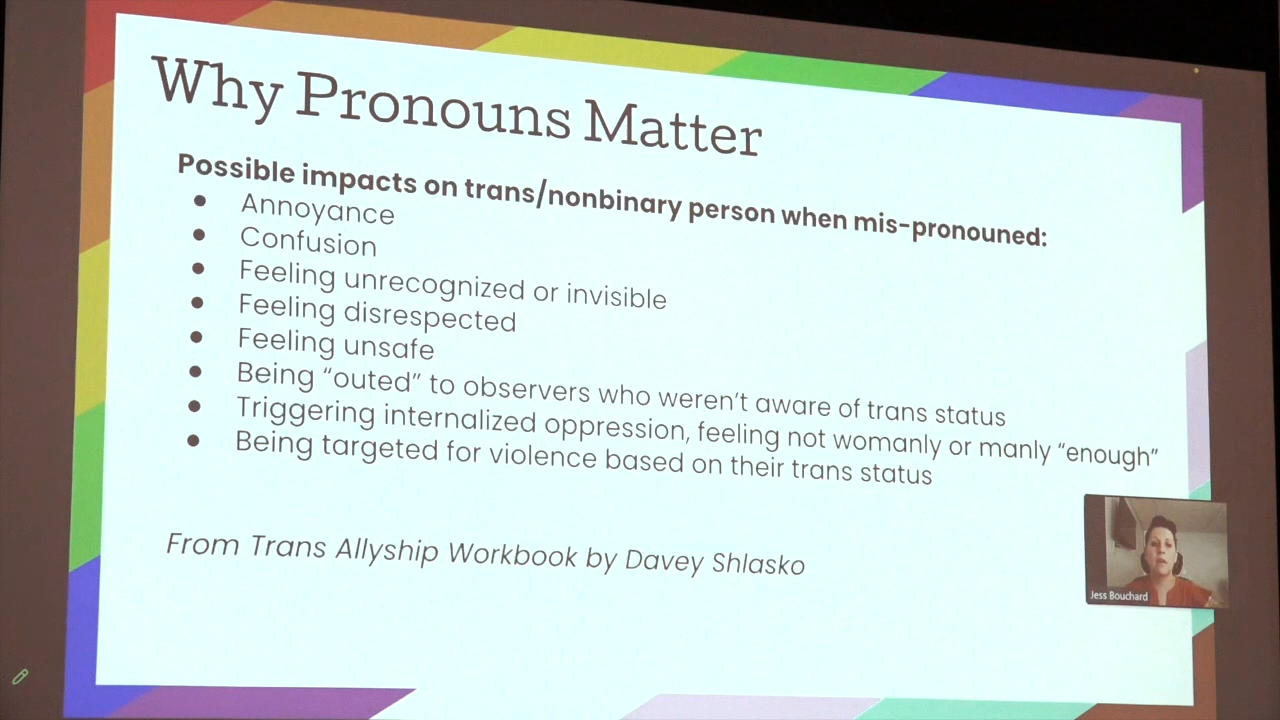 Why Pronouns Matter
Possible impacts on trans/nonbinary person when mis-pronouned:
● Annoyance
● Confusion
● Feeling unrecognized or invisible
● Feeling disrespected
● Feeling unsafe
● Being “outed” to observers who weren’t aware of trans status
● Triggering internalized oppression, feeling not womanly or manly “enough”
● Being targeted for violence based on their trans status
From Trans Allyship Workbook by Davey Shlasko
Jess Bouchard